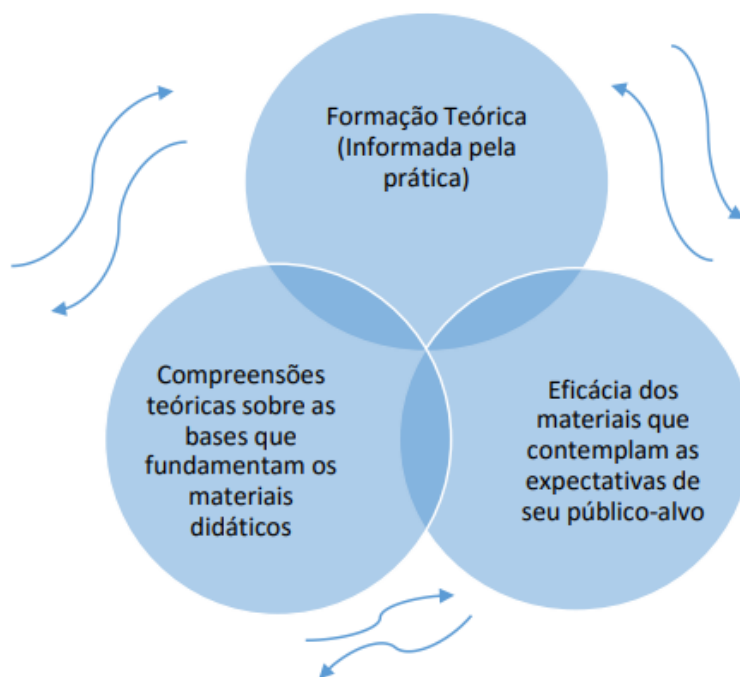 Formação Teórica
(Informada pela
prática)
Compreensões
teóricas sobre as
bases que
fundamentam os
materiais
didáticos
Eficácia dos
materiais que
contemplam as
expectativas de
seu público-alvo